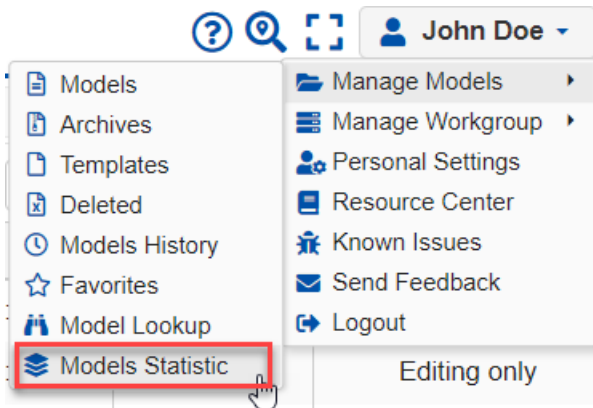 John Doe
Models
Archives
Templates
Deleted
Models History
Favorites
Model Lookup
Models Statistic
Manage Models
Manage Workgroup
Personal Settings
Resource Center
Known Issues
Send Feedback
Logout
Editing only